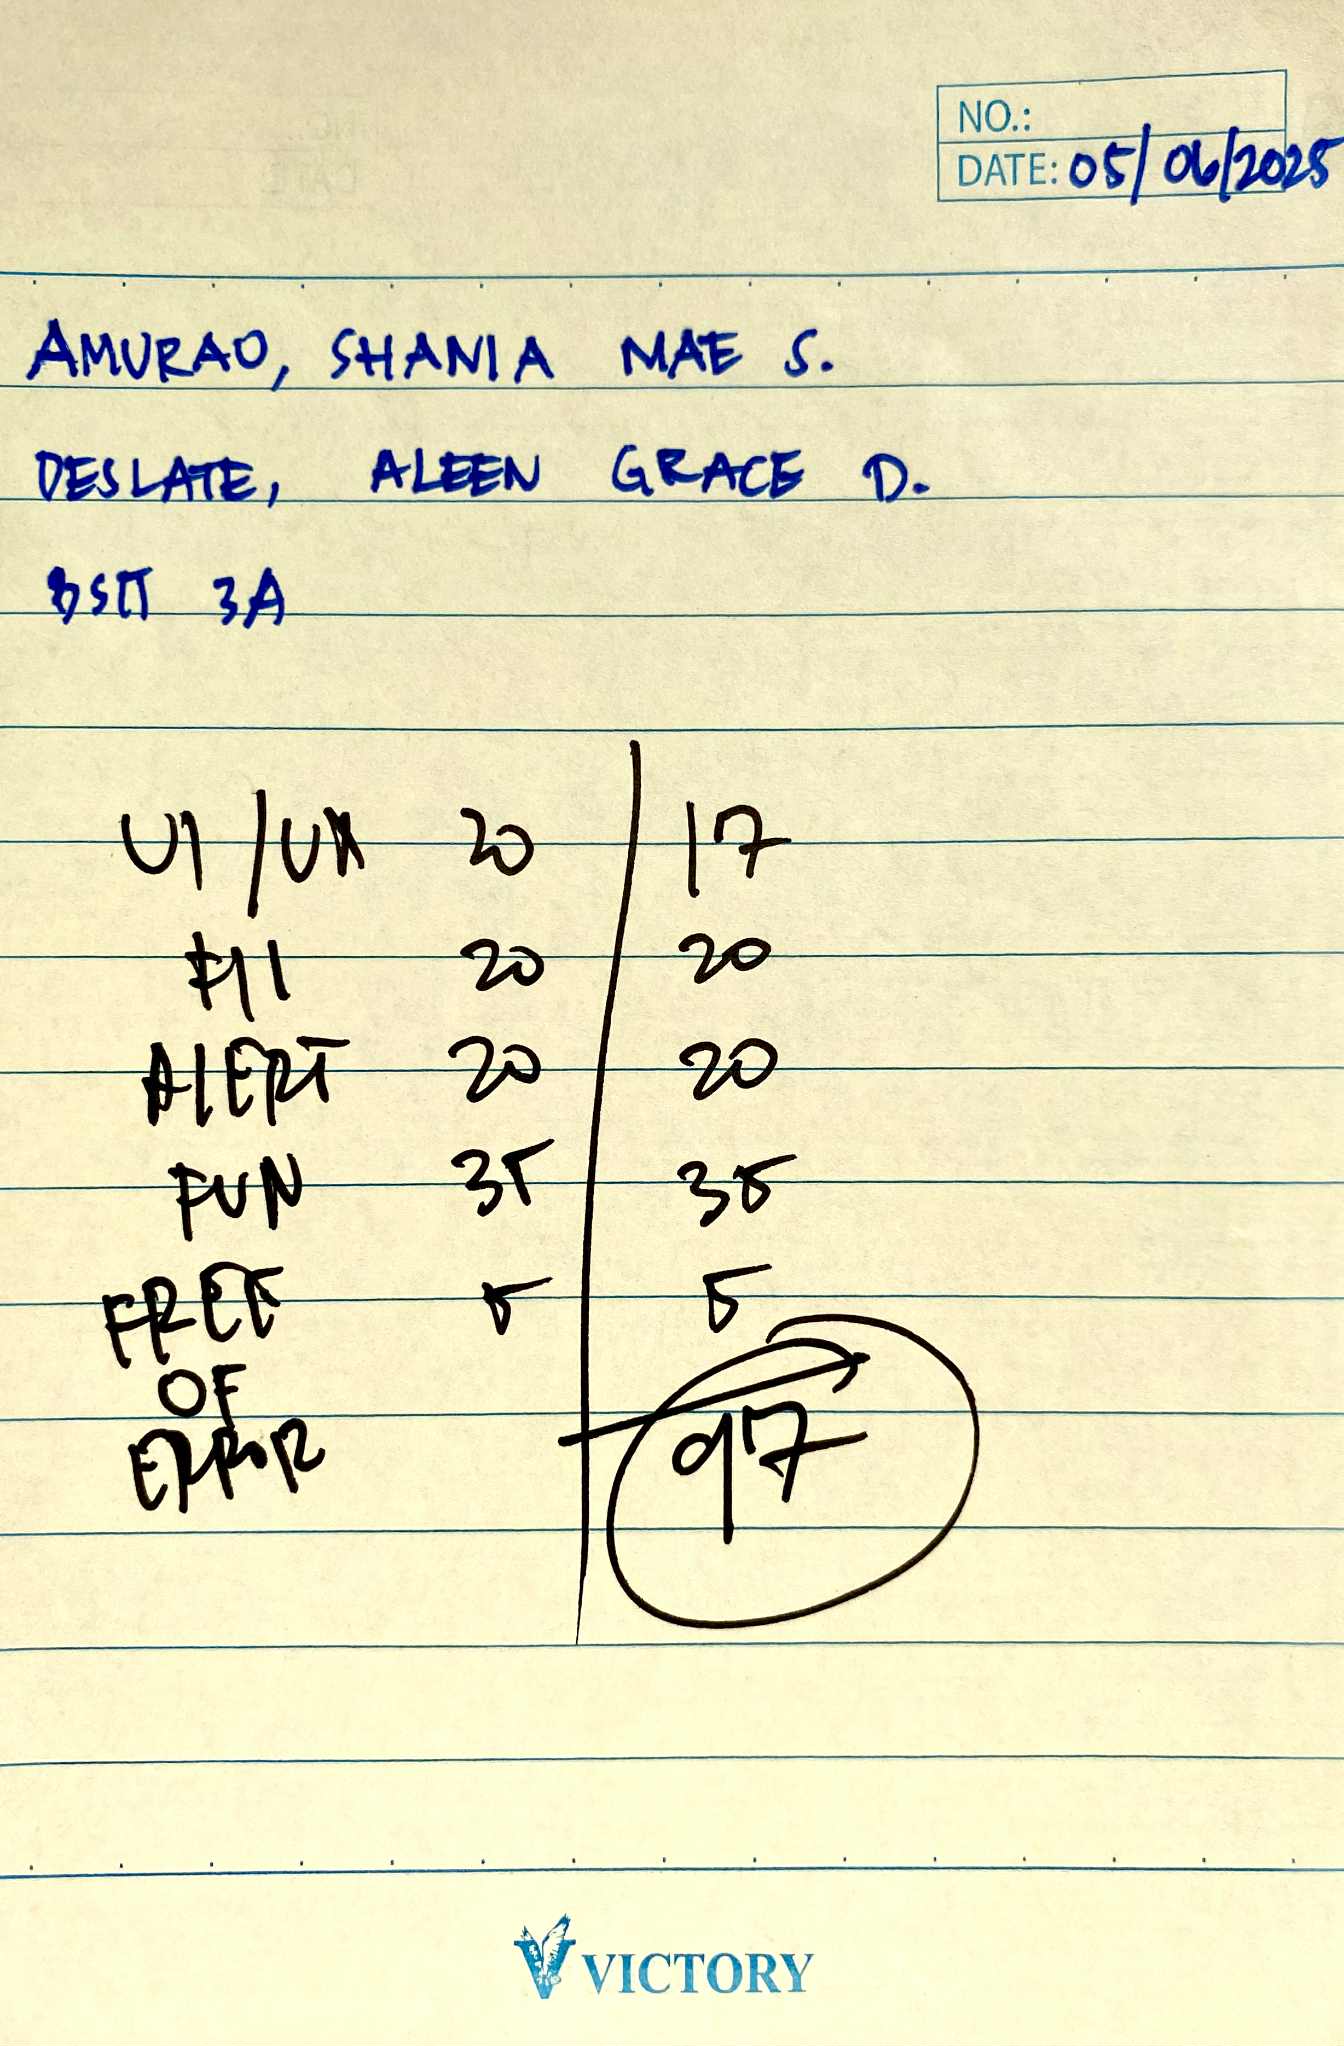 NO.:
DATE: 05/06/2025
AMURAO, SHANIA MAE S.
DESLATE, ALEEN GRACE D.
BSIT 3A
UI/UX 20 17
20 20
ALERT 20 20
FUN 35 35
FREE 5 5
OF
ERROR 97
VICTORY